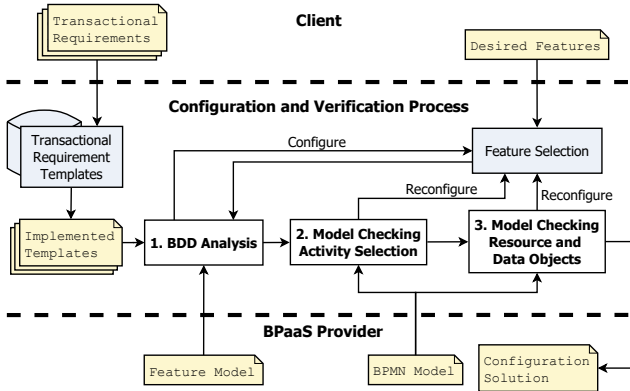 Transactional
Requirements
Client
Desired Features
Configuration and Verification Process
Transactional
Requirement
Templates
Configure
Feature Selection
Reconfigure
Reconfigure
Implemented
Templates
1. BDD Analysis
2. Model Checking
Activity Selection
3. Model Checking
Resource and
Data Objects
BPaaS Provider
Feature Model
BPMN Model
Configuration
Solution